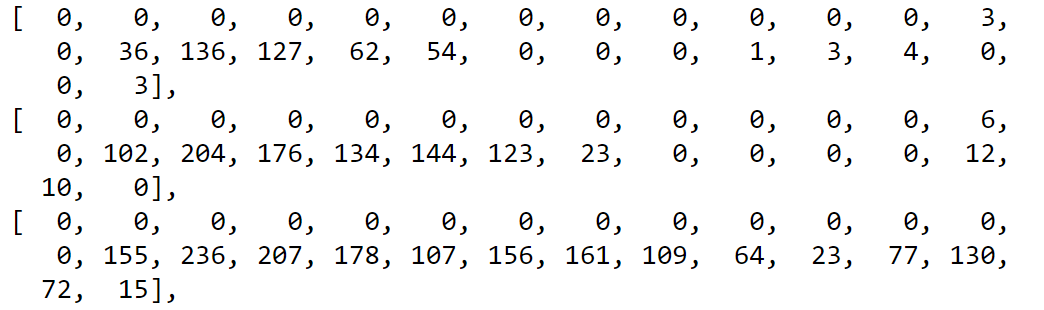 [  0,   0,   0,   0,   0,   0,   0,   0,   0,   0,   0,   0,   3,
   0,  36, 136, 127,  62,  54,   0,   0,   0,   1,   3,   4,   0,
   0,   3],
[  0,   0,   0,   0,   0,   0,   0,   0,   0,   0,   0,   0,   6,
   0, 102, 204, 176, 134, 144, 123,  23,   0,   0,   0,   0,  12,
  10,   0],
[  0,   0,   0,   0,   0,   0,   0,   0,   0,   0,   0,   0,   0,
   0, 155, 236, 207, 178, 107, 156, 161, 109,  64,  23,  77, 130,
  72,  15],